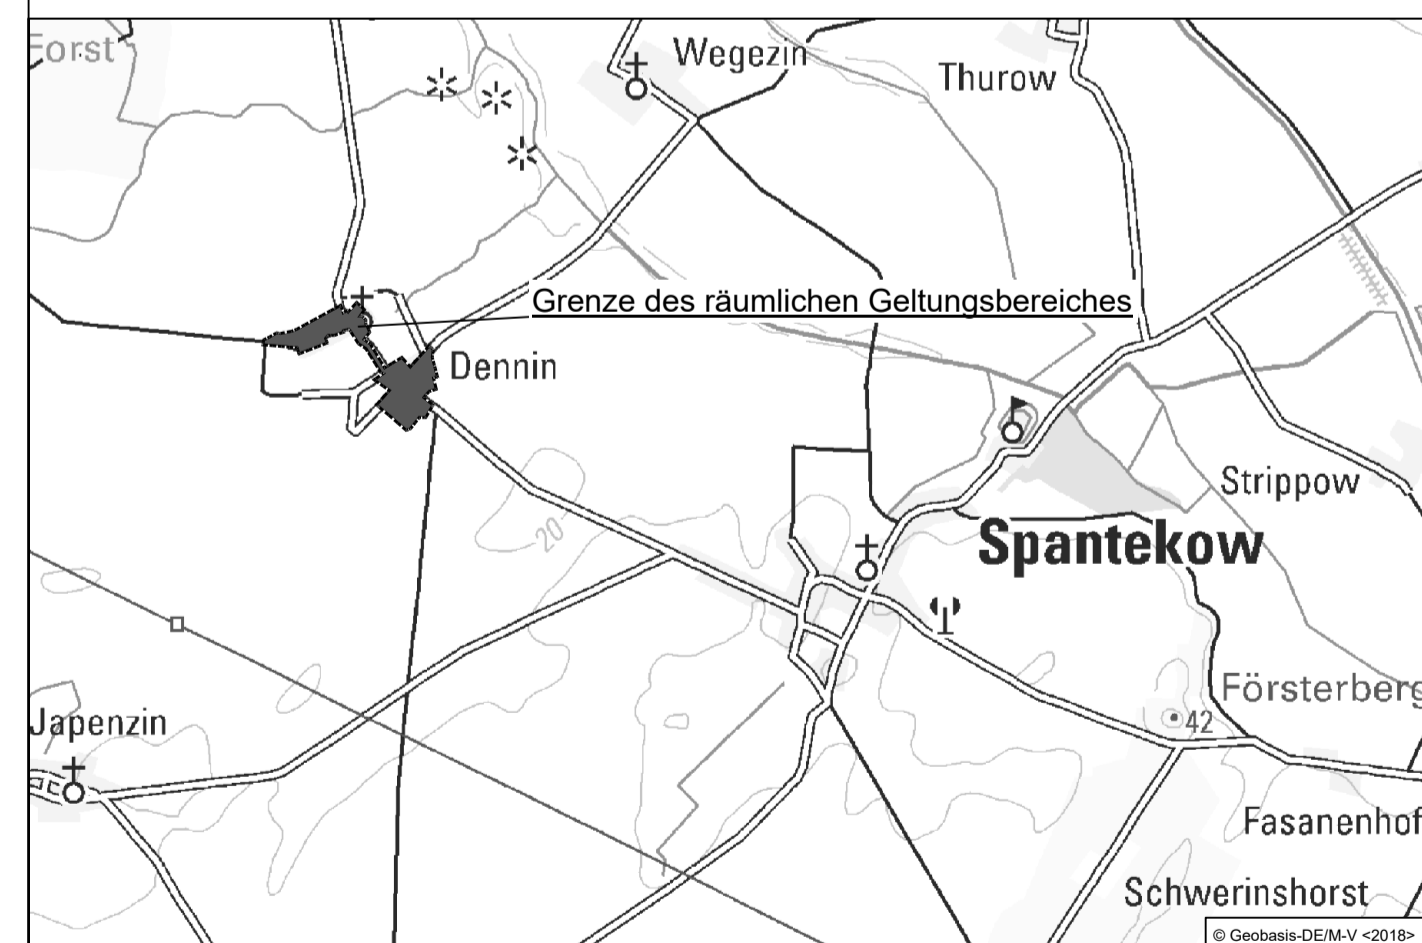 Forst
Wegezin
Thurow
Grenze des räumlichen Geltungsbereiches
Dennin
Strippow
20
Spantekow
Försterberg
42
Japenzin
Fasanenhof
Schwerinshorst
© Geobasis-DE/M-V <2018>